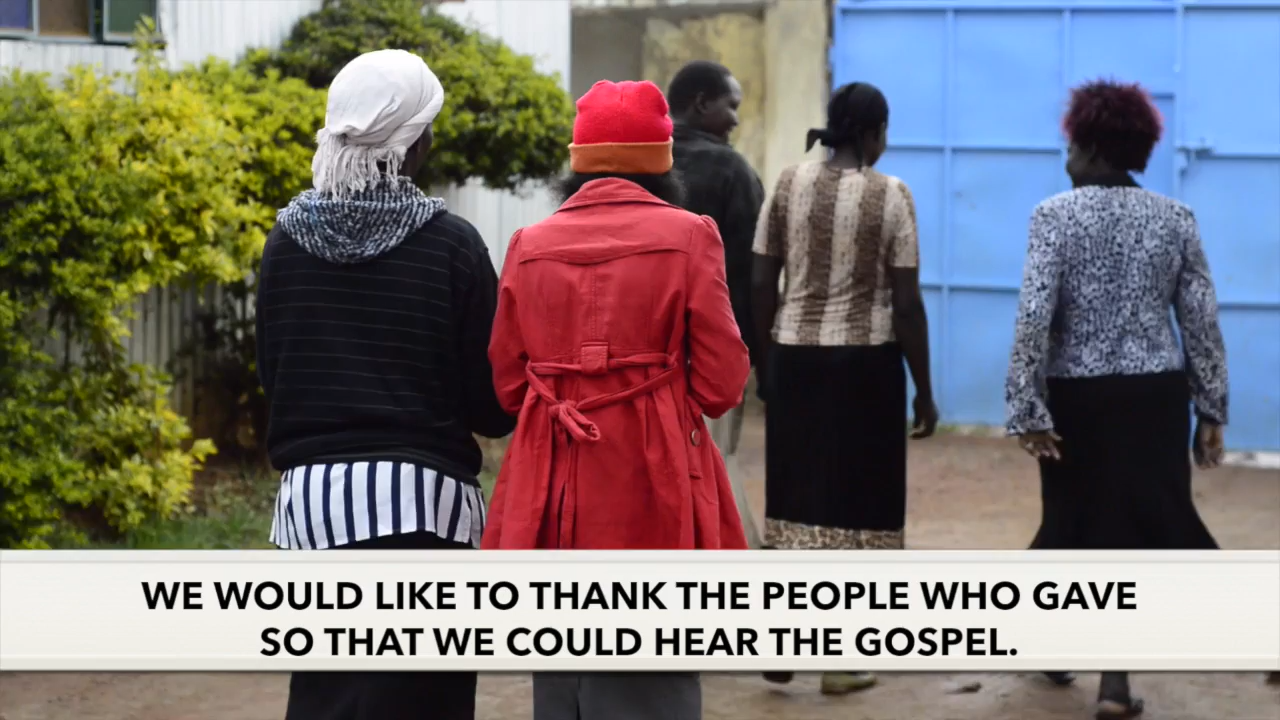 WE WOULD LIKE TO THANK THE PEOPLE WHO GAVE
SO THAT WE COULD HEAR THE GOSPEL.